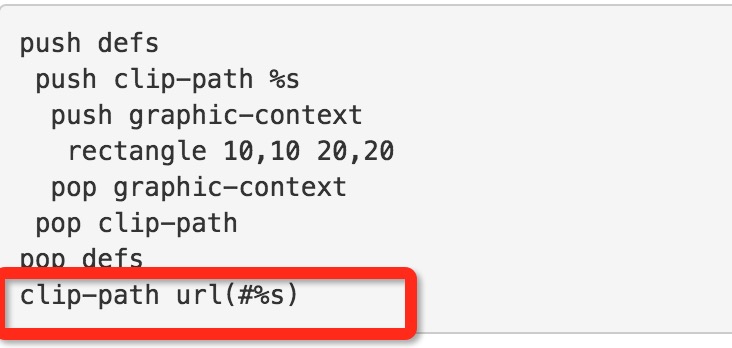 push defs
push clip-path %s
push graphic-context
rectangle 10,10 20,20
pop graphic-context
pop clip-path
pop defs
clip-path url(#%s)